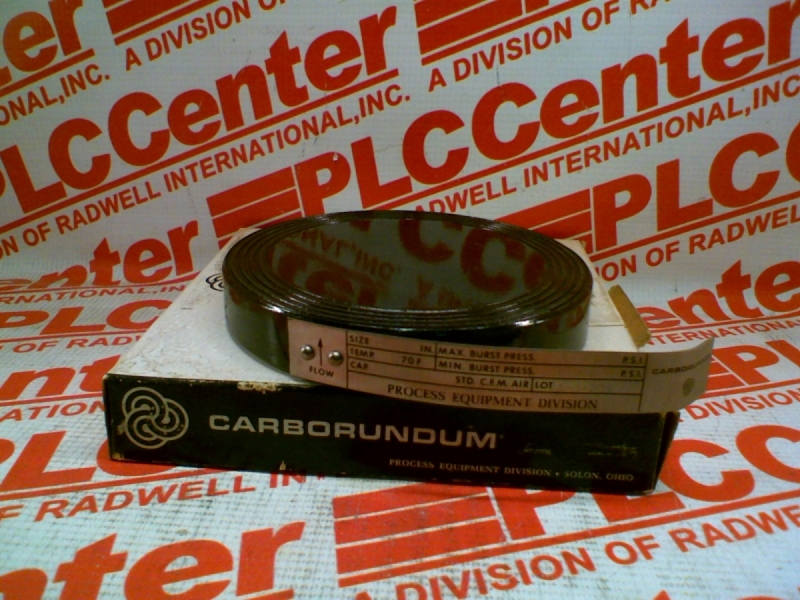 PLCCenter
A DIVISION OF RADWELL INTERNATIONAL, INC.
SIZE IN. MAX. BURST PRESS. P.S.I.
TEMP. 70 F MIN. BURST PRESS. P.S.I.
CAP. STD. C.F.M. AIR LOT
PROCESS EQUIPMENT DIVISION
FLOW
CARBORUNDUM
CARBORUNDUM
PROCESS EQUIPMENT DIVISION • SOLON, OHIO